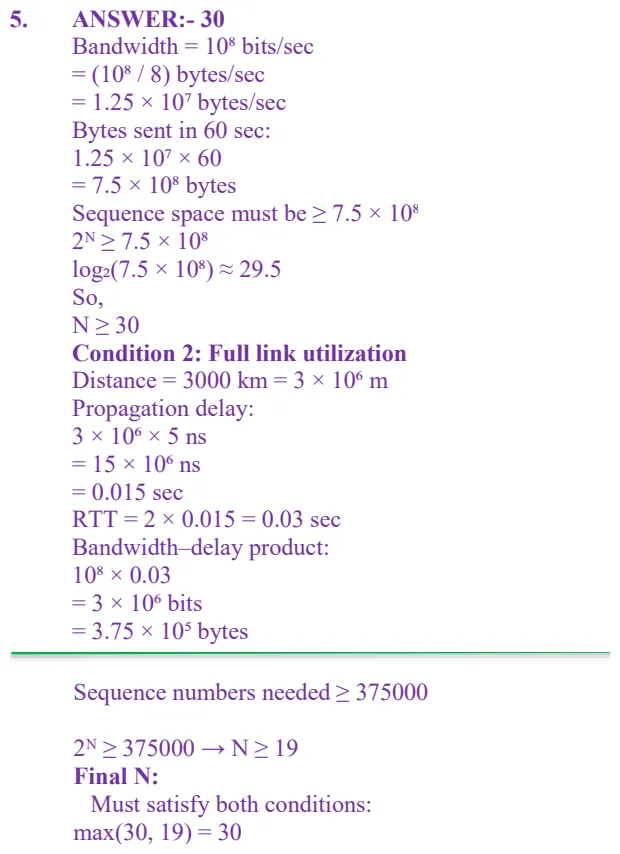 5. ANSWER:- 30
Bandwidth = 10⁸ bits/sec
= (10⁸ / 8) bytes/sec
= 1.25 × 10⁷ bytes/sec
Bytes sent in 60 sec:
1.25 × 10⁷ × 60
= 7.5 × 10⁸ bytes
Sequence space must be ≥ 7.5 × 10⁸
2ᴺ ≥ 7.5 × 10⁸
log₂(7.5 × 10⁸) ≈ 29.5
So,
N ≥ 30
Condition 2: Full link utilization
Distance = 3000 km = 3 × 10⁶ m
Propagation delay:
3 × 10⁶ × 5 ns
= 15 × 10⁶ ns
= 0.015 sec
RTT = 2 × 0.015 = 0.03 sec
Bandwidth–delay product:
10⁸ × 0.03
= 3 × 10⁶ bits
= 3.75 × 10⁵ bytes
Sequence numbers needed ≥ 375000
2ᴺ ≥ 375000 → N ≥ 19
Final N:
Must satisfy both conditions:
max(30, 19) = 30